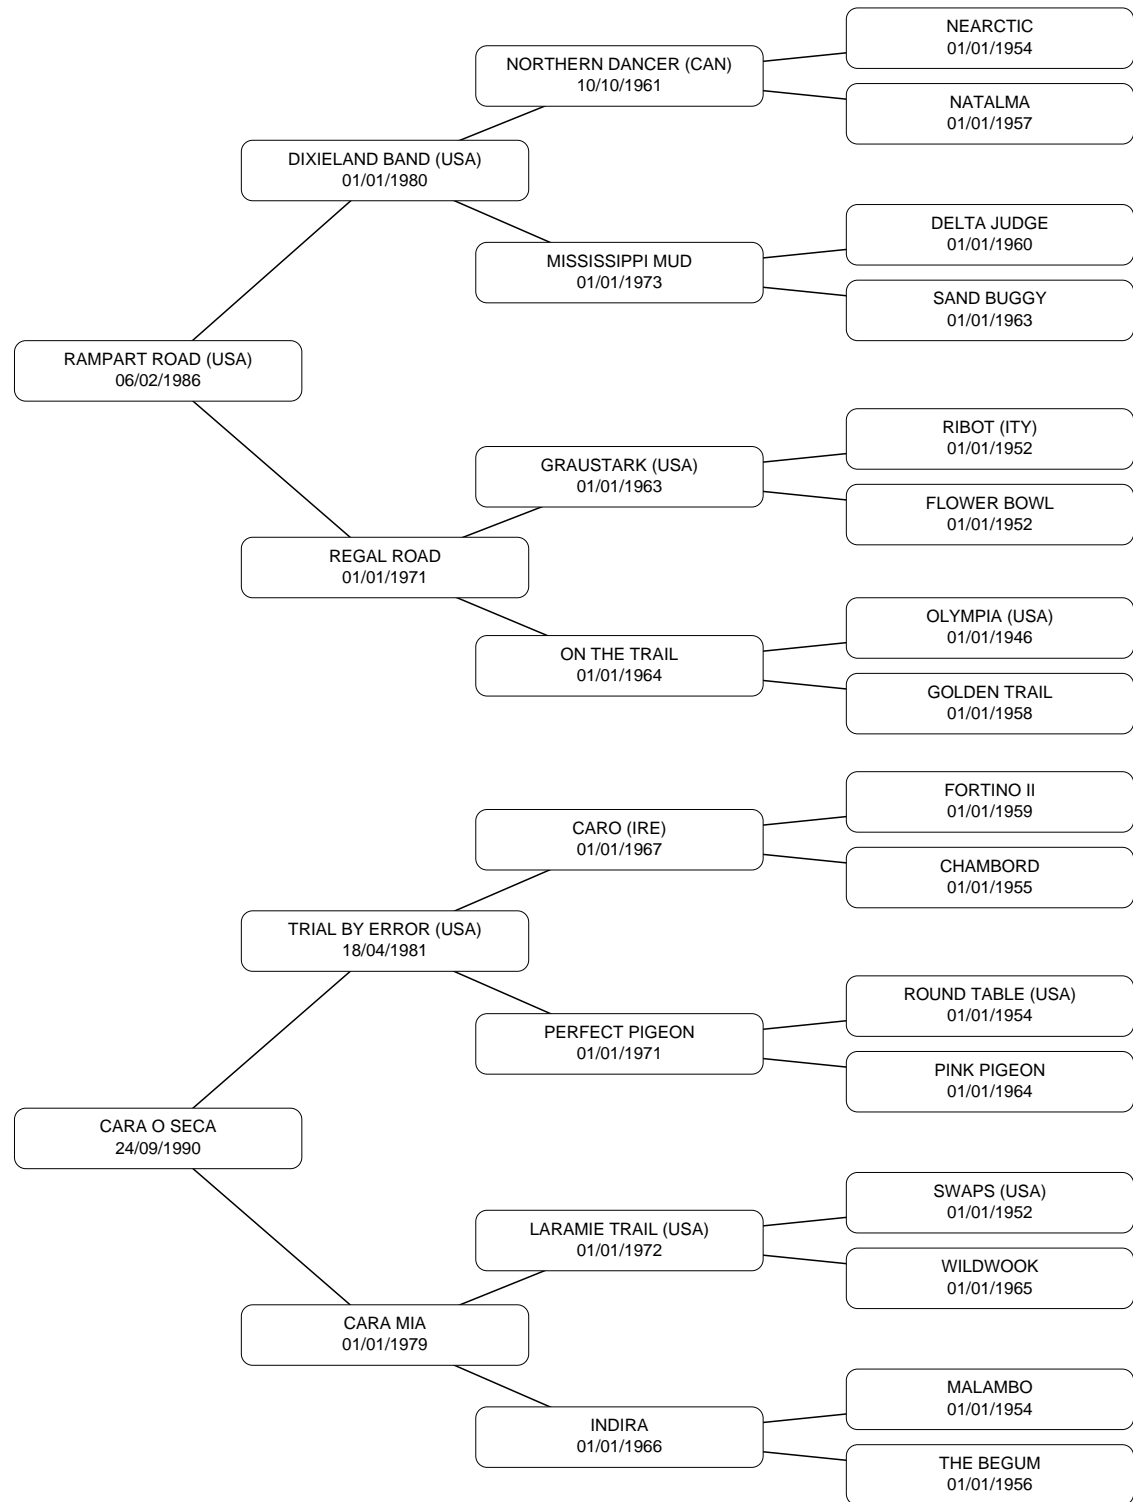 NEARCTIC
01/01/1954
NORTHERN DANCER (CAN)
10/10/1961
NATALMA
01/01/1957
DIXIELAND BAND (USA)
01/01/1980
DELTA JUDGE
01/01/1960
MISSISSIPPI MUD
01/01/1973
SAND BUGGY
01/01/1963
RAMPART ROAD (USA)
06/02/1986
RIBOT (ITY)
01/01/1952
GRAUSTARK (USA)
01/01/1963
FLOWER BOWL
01/01/1952
REGAL ROAD
01/01/1971
OLYMPIA (USA)
01/01/1946
ON THE TRAIL
01/01/1964
GOLDEN TRAIL
01/01/1958
FORTINO II
01/01/1959
CARO (IRE)
01/01/1967
CHAMBORD
01/01/1955
TRIAL BY ERROR (USA)
18/04/1981
ROUND TABLE (USA)
01/01/1954
PERFECT PIGEON
01/01/1971
PINK PIGEON
01/01/1964
CARA O SECA
24/09/1990
SWAPS (USA)
01/01/1952
LARAMIE TRAIL (USA)
01/01/1972
WILDWOOK
01/01/1965
CARA MIA
01/01/1979
MALAMBO
01/01/1954
INDIRA
01/01/1966
THE BEGUM
01/01/1956